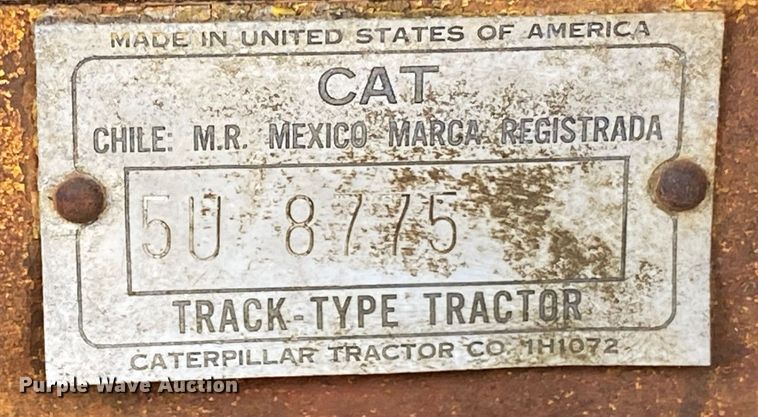 MADE IN UNITED STATES OF AMERICA
CAT
CHILE: M.R. MEXICO MARCA REGISTRADA
5U 8775
TRACK-TYPE TRACTOR
CATERPILLAR TRACTOR CO. 1H1072
Purple Wave Auction